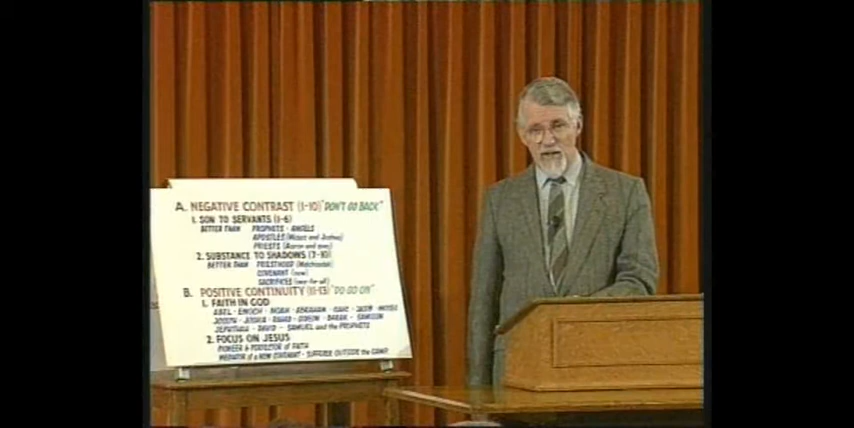 A. NEGATIVE CONTRAST (1-10) "DON'T GO BACK"
1. SON TO SERVANTS (1-6)
BETTER THAN PROPHETS · ANGELS
APOSTLES (Moses and Joshua)
PRIESTS (Aaron and
2. SUBSTANCE TO SHADOWS (7-10)
BETTER THAN PRIESTHOOD (Melchizedek)
COVENANT (new)
SACRIFICES (once-for-all)
B. POSITIVE CONTINUITY (11-13) "DO GO ON"
1. FAITH IN GOD
ABEL · ENOCH · NOAH · ABRAHAM · ISAAC · JACOB · MOSES
JOSEPH · JOSHUA · RAHAB · GIDEON · BARAK · SAMSON
JEPHTHAH · DAVID · SAMUEL and the PROPHETS
2. FOCUS ON JESUS
PIONEER & PERFECTOR of FAITH
MEDIATOR of a NEW COVENANT · SUFFERER OUTSIDE the CAMP